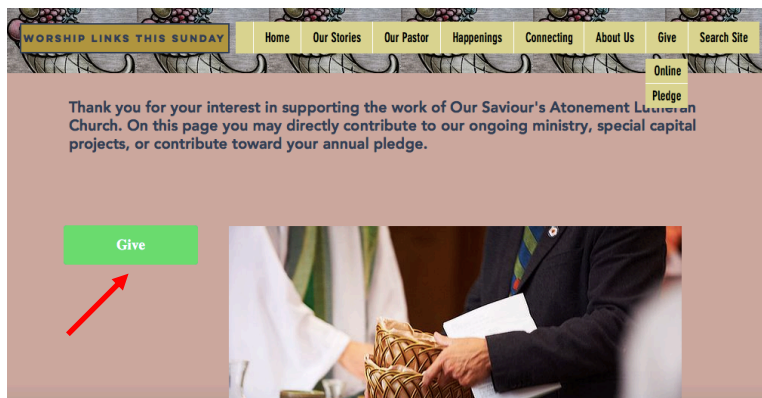 WORSHIP LINKS THIS SUNDAY
Home Our Stories Our Pastor Happenings Connecting About Us Give Search Site
Online
Pledge
Thank you for your interest in supporting the work of Our Saviour's Atonement Lutheran
Church. On this page you may directly contribute to our ongoing ministry, special capital
projects, or contribute toward your annual pledge.
Give